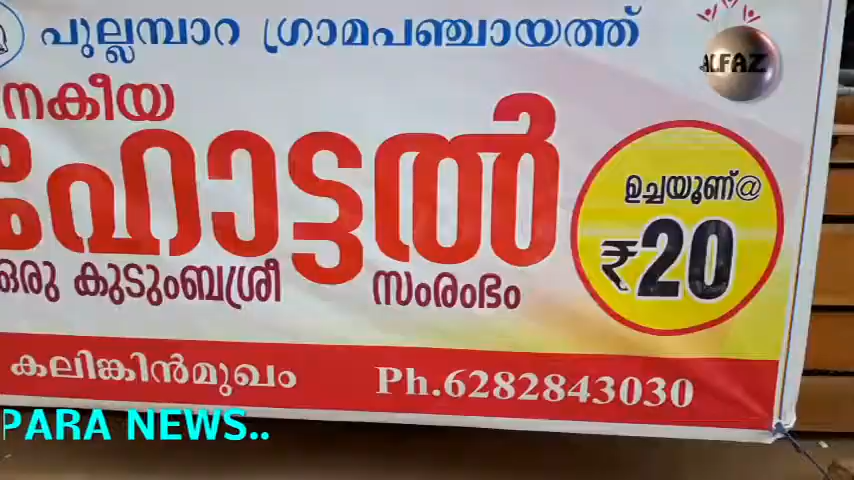 പുല്ലമ്പാറ ഗ്രാമപഞ്ചായത്ത്
ALFAZ
നകീയ
ഹോട്ടൽ
ഉച്ചയൂണ്@
₹20
ഒരു കുടുംബശ്രീ സംരംഭം
കലിങ്കിൻമുഖം Ph.6282843030
PARA NEWS..